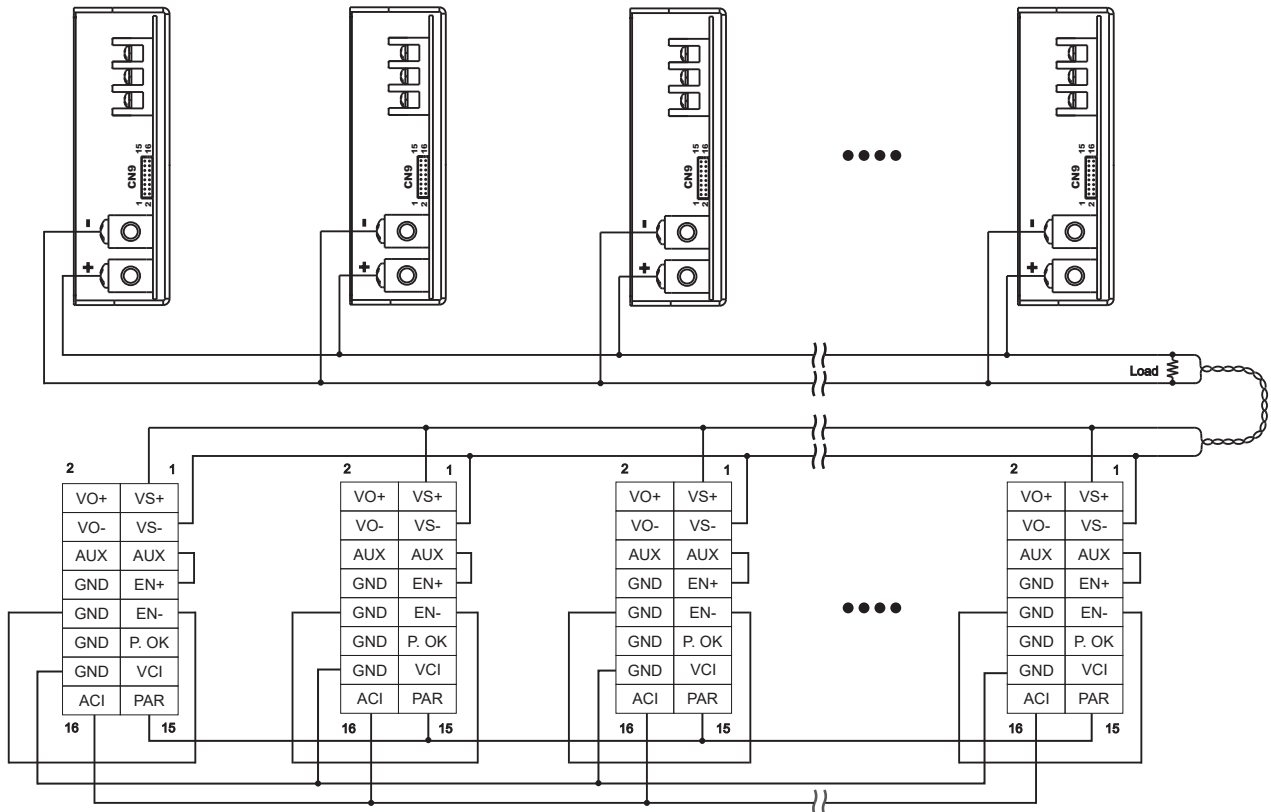 15 16
CN9
1 2
-
+
15 16
CN9
1 2
-
+
15 16
CN9
1 2
-
+
15 16
CN9
1 2
-
+
Load
2 1
VO+ VS+
VO- VS-
AUX AUX
GND EN+
GND EN-
GND P. OK
GND VCI
ACI PAR
16 15
2 1
VO+ VS+
VO- VS-
AUX AUX
GND EN+
GND EN-
GND P. OK
GND VCI
ACI PAR
16 15
2 1
VO+ VS+
VO- VS-
AUX AUX
GND EN+
GND EN-
GND P. OK
GND VCI
ACI PAR
16 15
2 1
VO+ VS+
VO- VS-
AUX AUX
GND EN+
GND EN-
GND P. OK
GND VCI
ACI PAR
16 15